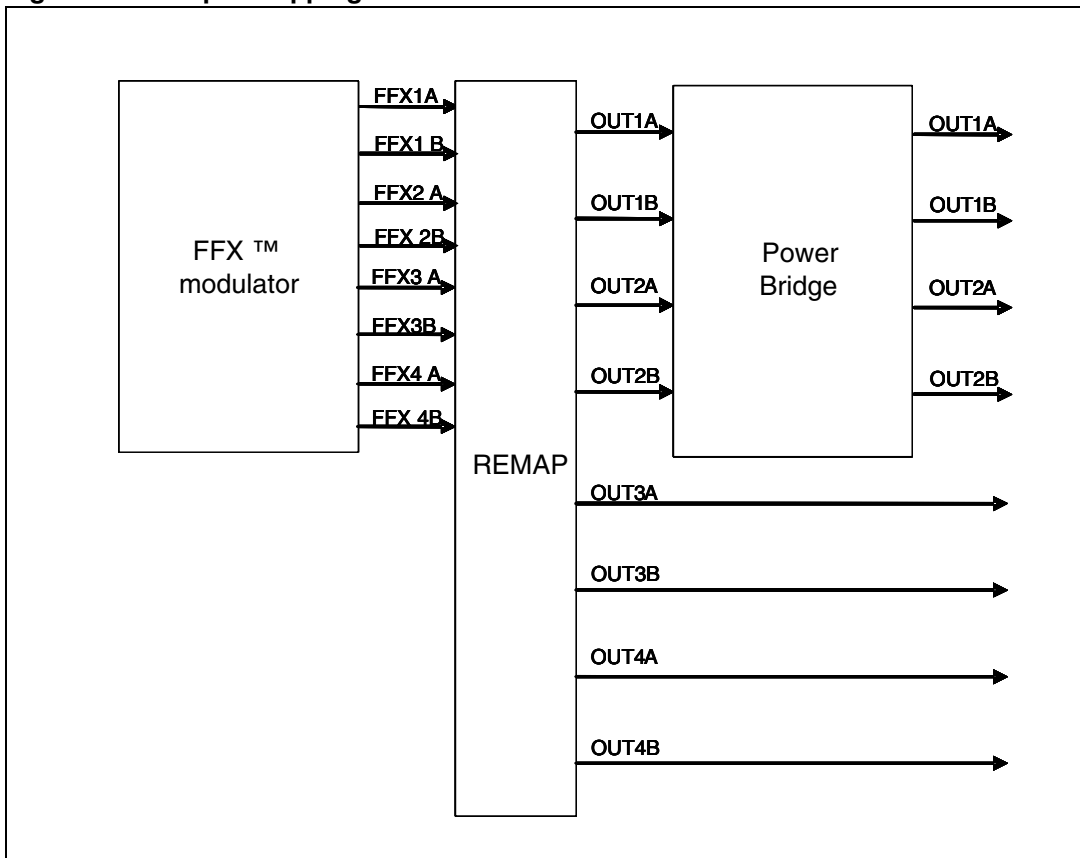 FFX ™
modulator
FFX1A
FFX1 B
FFX2 A
FFX 2B
FFX3 A
FFX3B
FFX4 A
FFX 4B
REMAP
OUT1A
OUT1B
OUT2A
OUT2B
OUT3A
OUT3B
OUT4A
OUT4B
Power
Bridge
OUT1A
OUT1B
OUT2A
OUT2B